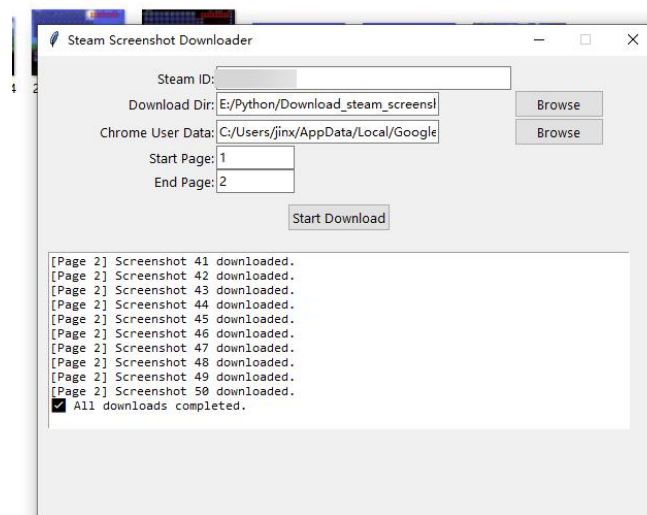 Steam Screenshot Downloader
4
2
Steam ID:
Download Dir: E:/Python/Download_steam_screensh Browse
Chrome User Data: C:/Users/jinx/AppData/Local/Google Browse
Start Page: 1
End Page: 2
Start Download
[Page 2] Screenshot 41 downloaded.
[Page 2] Screenshot 42 downloaded.
[Page 2] Screenshot 43 downloaded.
[Page 2] Screenshot 44 downloaded.
[Page 2] Screenshot 45 downloaded.
[Page 2] Screenshot 46 downloaded.
[Page 2] Screenshot 47 downloaded.
[Page 2] Screenshot 48 downloaded.
[Page 2] Screenshot 49 downloaded.
[Page 2] Screenshot 50 downloaded.
✅ All downloads completed.